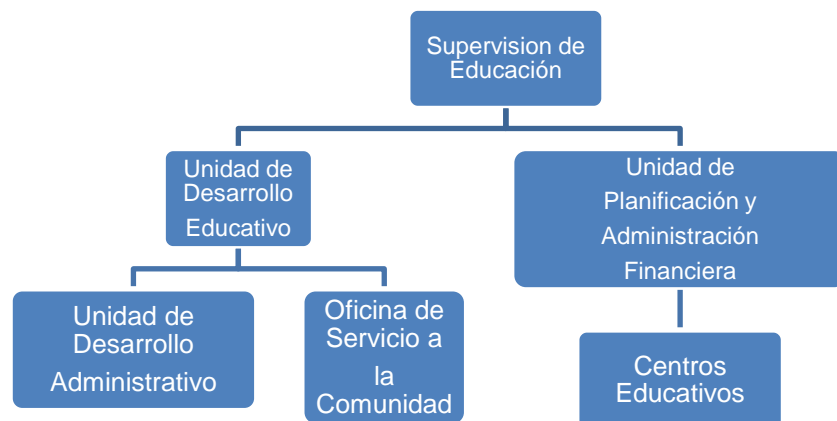 Supervision de
Educación
Unidad de
Desarrollo
Educativo
Unidad de
Planificación y
Administración
Financiera
Unidad de
Desarrollo
Administrativo
Oficina de
Servicio a
la
Comunidad
Centros
Educativos